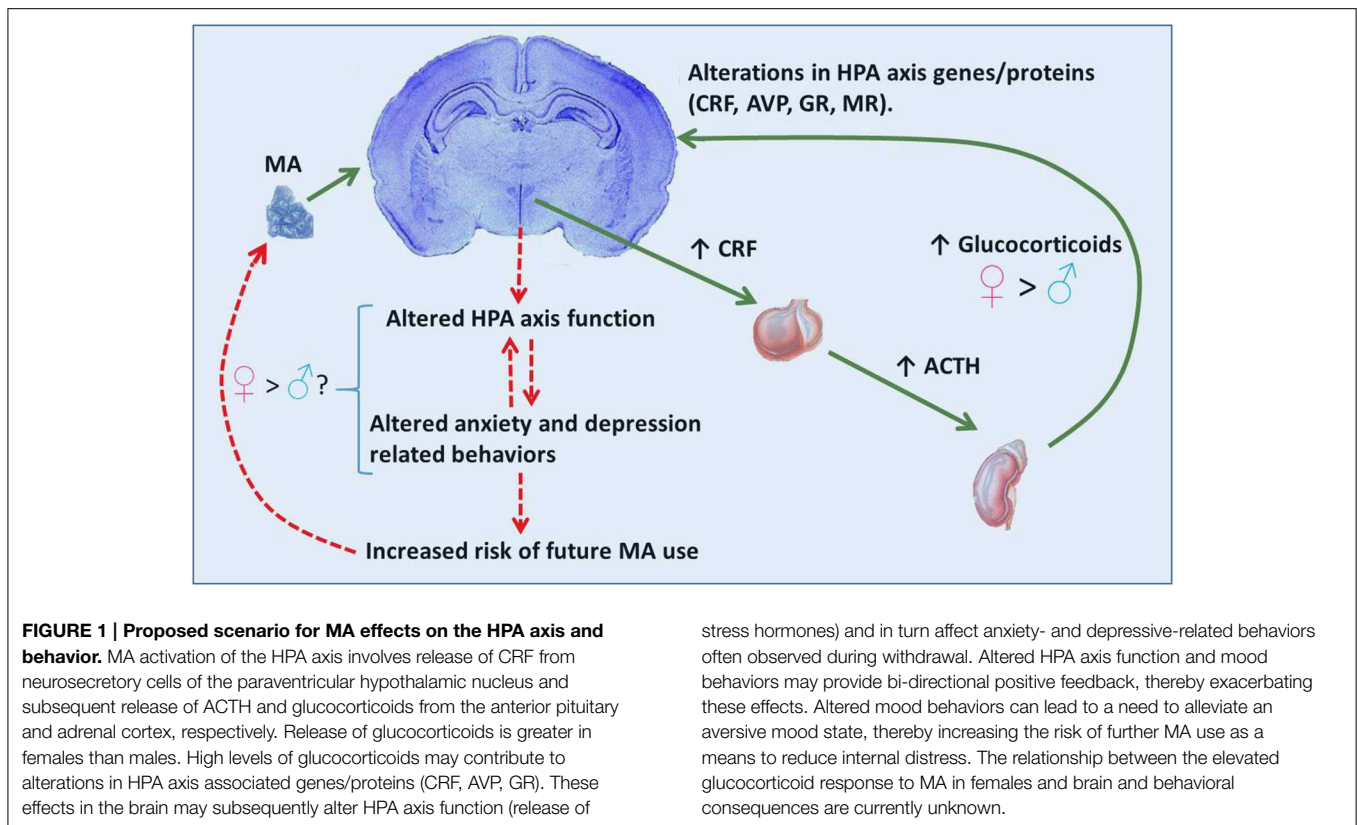 Alterations in HPA axis genes/proteins
(CRF, AVP, GR, MR).
MA
↑ CRF
↑ Glucocorticoids
♀ > ♂
Altered HPA axis function
↑ ACTH
♀ > ♂?
Altered anxiety and depression
related behaviors
Increased risk of future MA use
FIGURE 1 | Proposed scenario for MA effects on the HPA axis and
behavior. MA activation of the HPA axis involves release of CRF from
neurosecretory cells of the paraventricular hypothalamic nucleus and
subsequent release of ACTH and glucocorticoids from the anterior pituitary
and adrenal cortex, respectively. Release of glucocorticoids is greater in
females than males. High levels of glucocorticoids may contribute to
alterations in HPA axis associated genes/proteins (CRF, AVP, GR). These
effects in the brain may subsequently alter HPA axis function (release of
stress hormones) and in turn affect anxiety- and depressive-related behaviors
often observed during withdrawal. Altered HPA axis function and mood
behaviors may provide bi-directional positive feedback, thereby exacerbating
these effects. Altered mood behaviors can lead to a need to alleviate an
aversive mood state, thereby increasing the risk of further MA use as a
means to reduce internal distress. The relationship between the elevated
glucocorticoid response to MA in females and brain and behavioral
consequences are currently unknown.